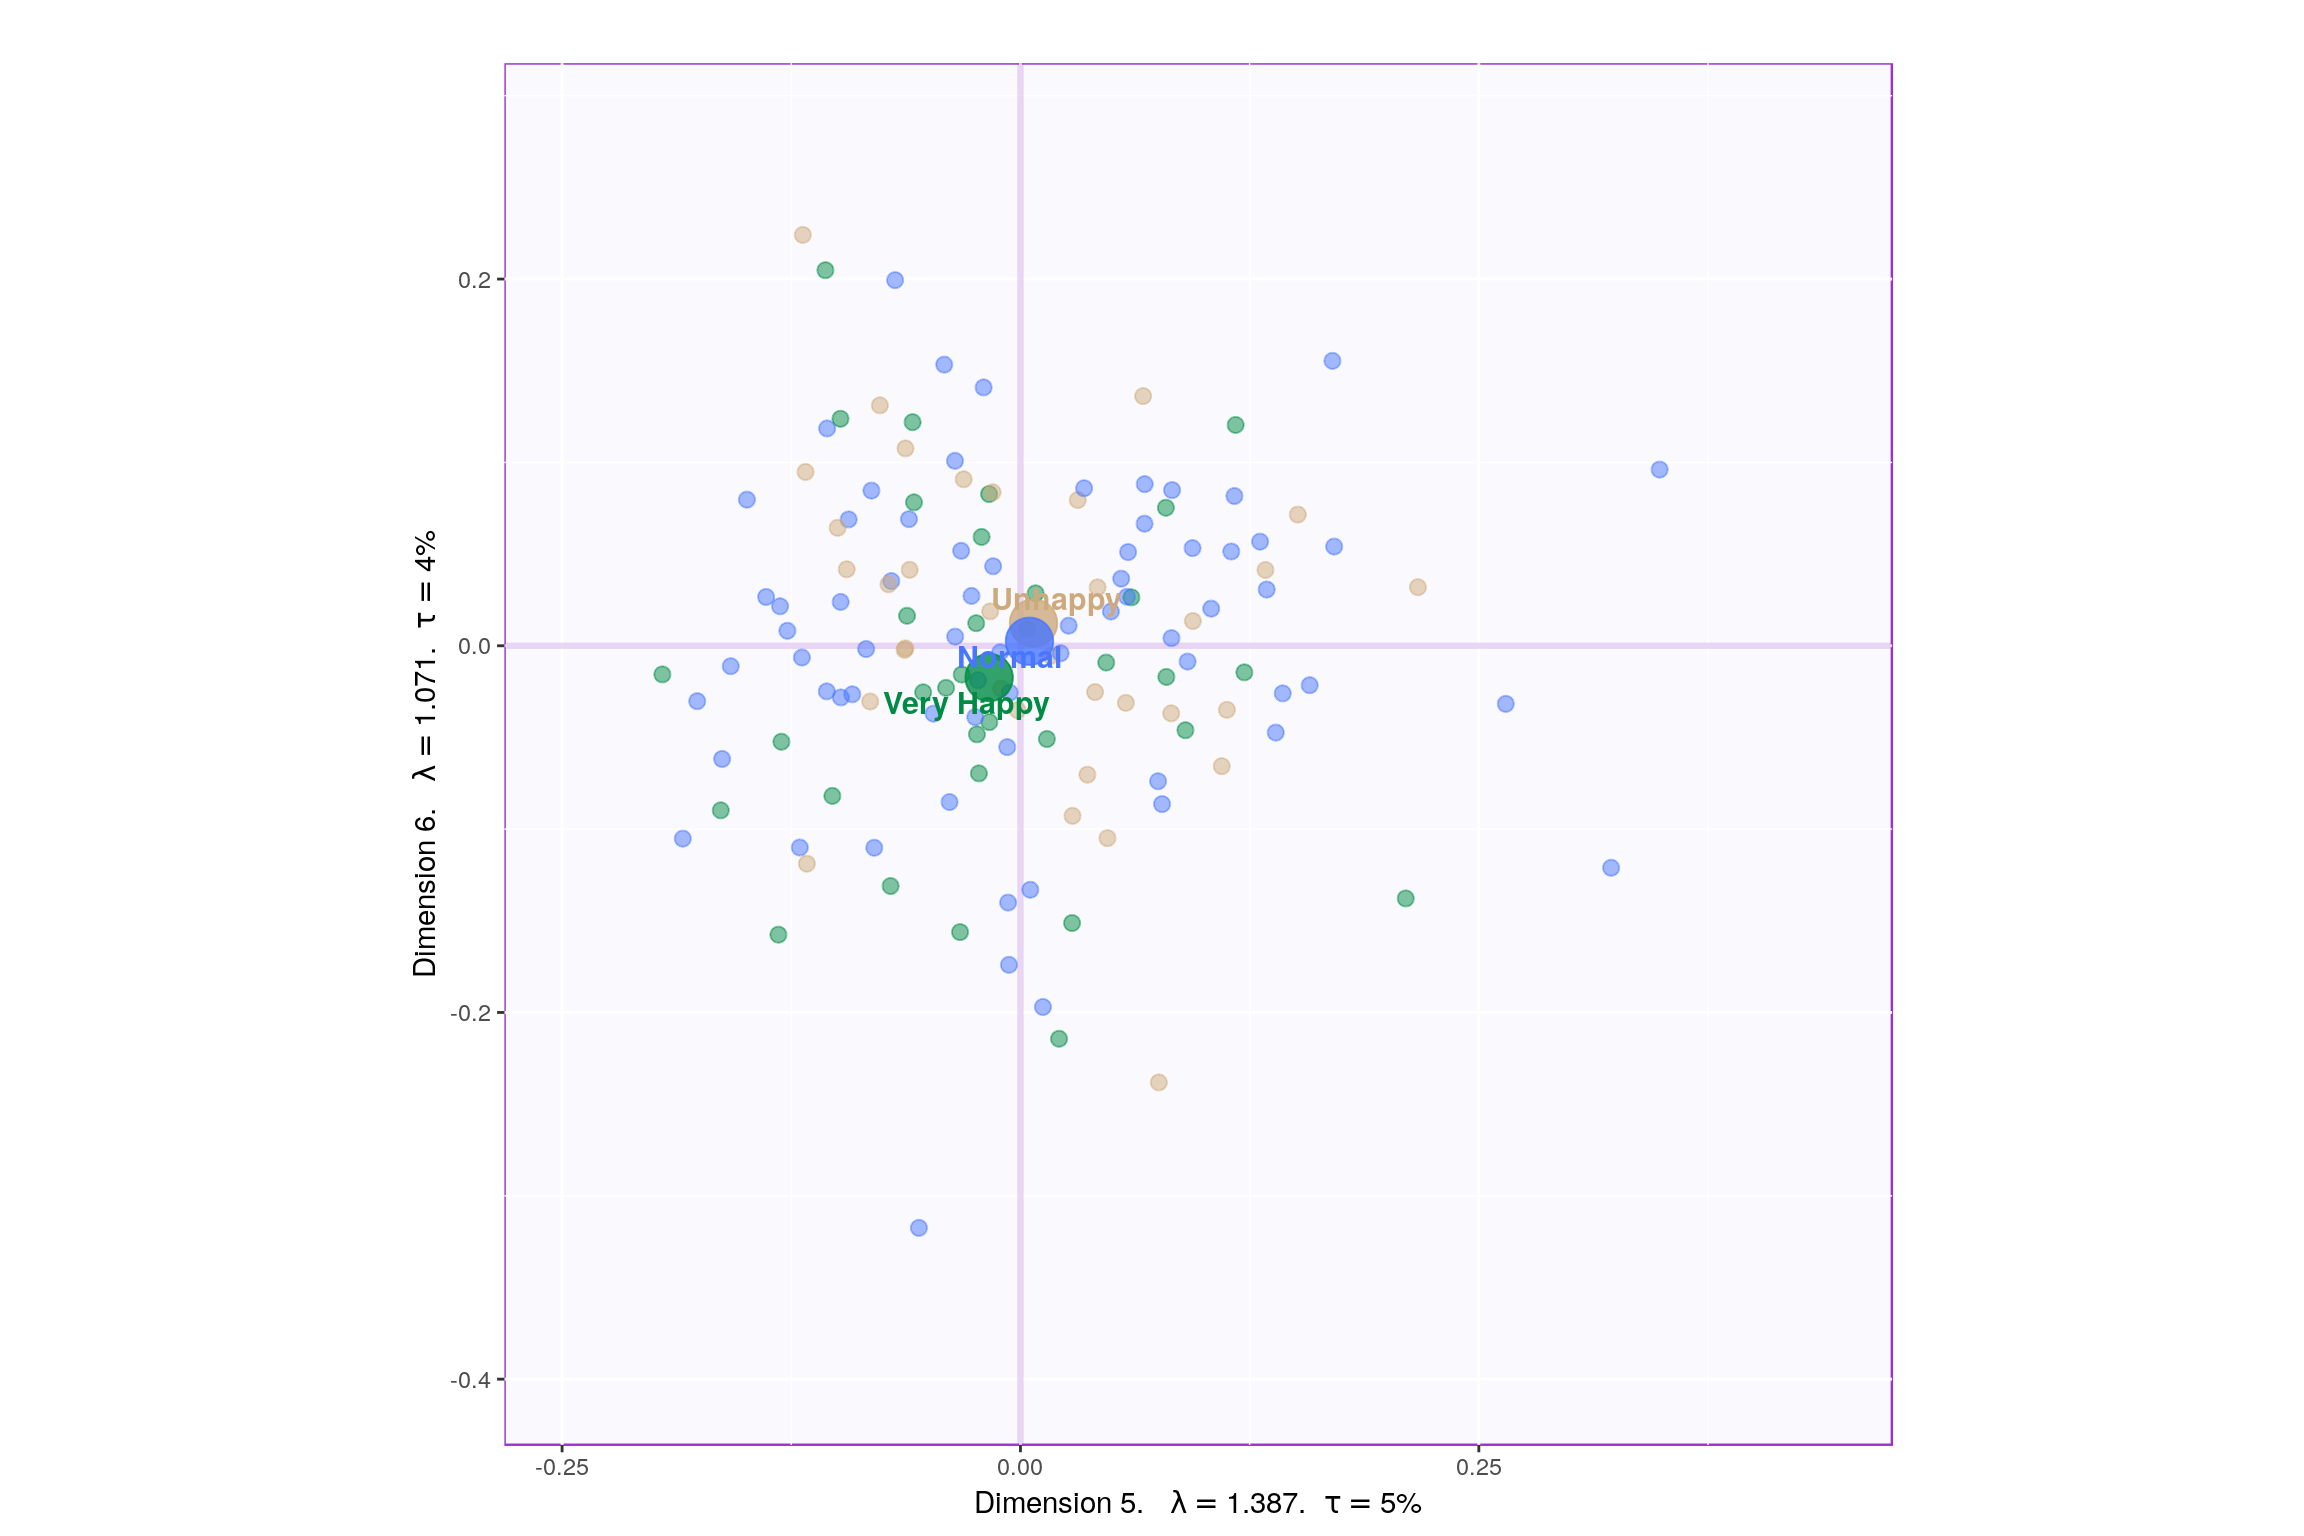 0.2
0.0
-0.2
-0.4
Dimension 6.   λ = 1.071.  τ = 4%
Unhappy
Normal
Very Happy
-0.25
0.00
0.25
Dimension 5.   λ = 1.387.  τ = 5%